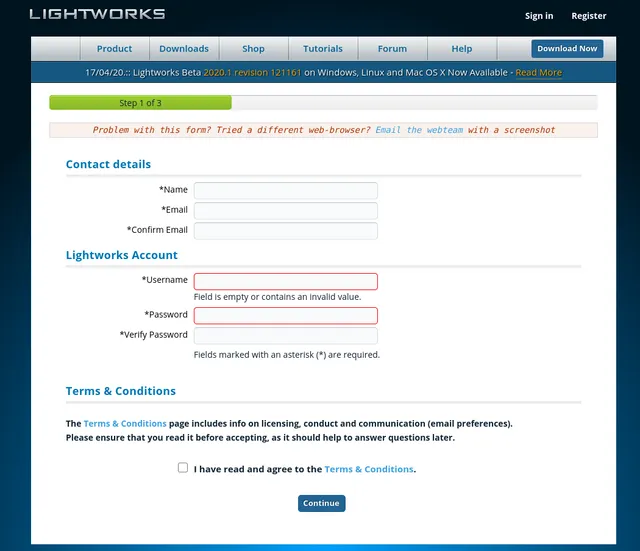 LIGHTWORKS
Sign in Register
Product Downloads Shop Tutorials Forum Help Download Now
17/04/20.:: Lightworks Beta 2020.1 revision 121161 on Windows, Linux and Mac OS X Now Available - Read More
Step 1 of 3
Problem with this form? Tried a different web-browser? Email the webteam with a screenshot
Contact details
*Name
*Email
*Confirm Email
Lightworks Account
*Username
Field is empty or contains an invalid value.
*Password
*Verify Password
Fields marked with an asterisk (*) are required.
Terms & Conditions
The Terms & Conditions page includes info on licensing, conduct and communication (email preferences).
Please ensure that you read it before accepting, as it should help to answer questions later.
I have read and agree to the Terms & Conditions.
Continue